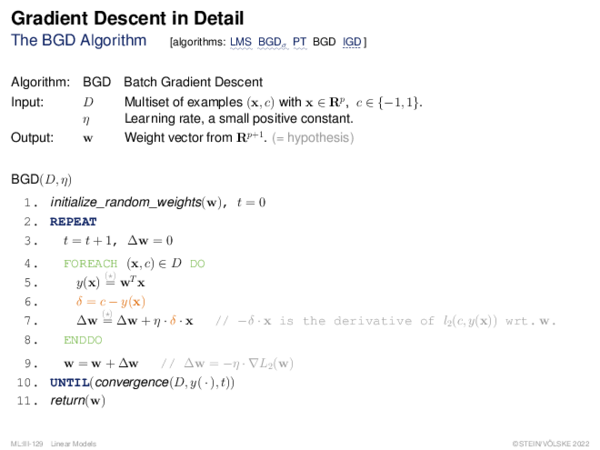 Gradient Descent in Detail
The BGD Algorithm [algorithms: LMS BGDσ PT BGD IGD]
Algorithm: BGD Batch Gradient Descent
Input: D Multiset of examples (x, c) with x ∈ R^p, c ∈ {−1, 1}.
η Learning rate, a small positive constant.
Output: w Weight vector from R^{p+1}. (= hypothesis)
BGD(D, η)
1. initialize_random_weights(w), t = 0
2. REPEAT
3. t = t + 1, Δw = 0
4. FOREACH (x, c) ∈ D DO
5. y(x) (⋆)= w^T x
6. δ = c − y(x)
7. Δw (⋆)= Δw + η · δ · x // −δ · x is the derivative of l₂(c, y(x)) wrt. w.
8. ENDDO
9. w = w + Δw // Δw = −η · ∇L₂(w)
10. UNTIL(convergence(D, y( · ), t))
11. return(w)
ML:III-129 Linear Models ©STEIN/VÖLSKE 2022